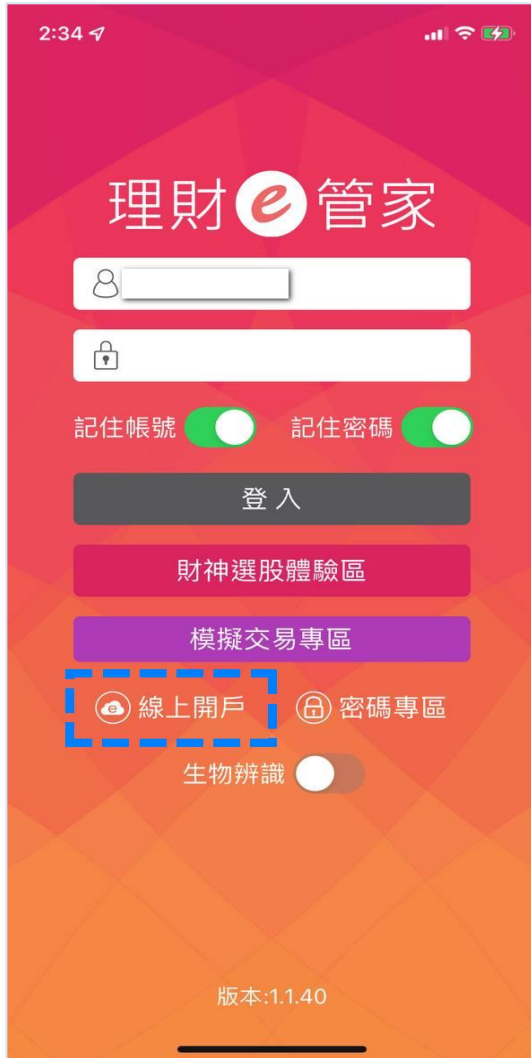 2:34
理財e管家
記住帳號 記住密碼
登入
財神選股體驗區
模擬交易專區
e 線上開戶 密碼專區
生物辨識
版本:1.1.40